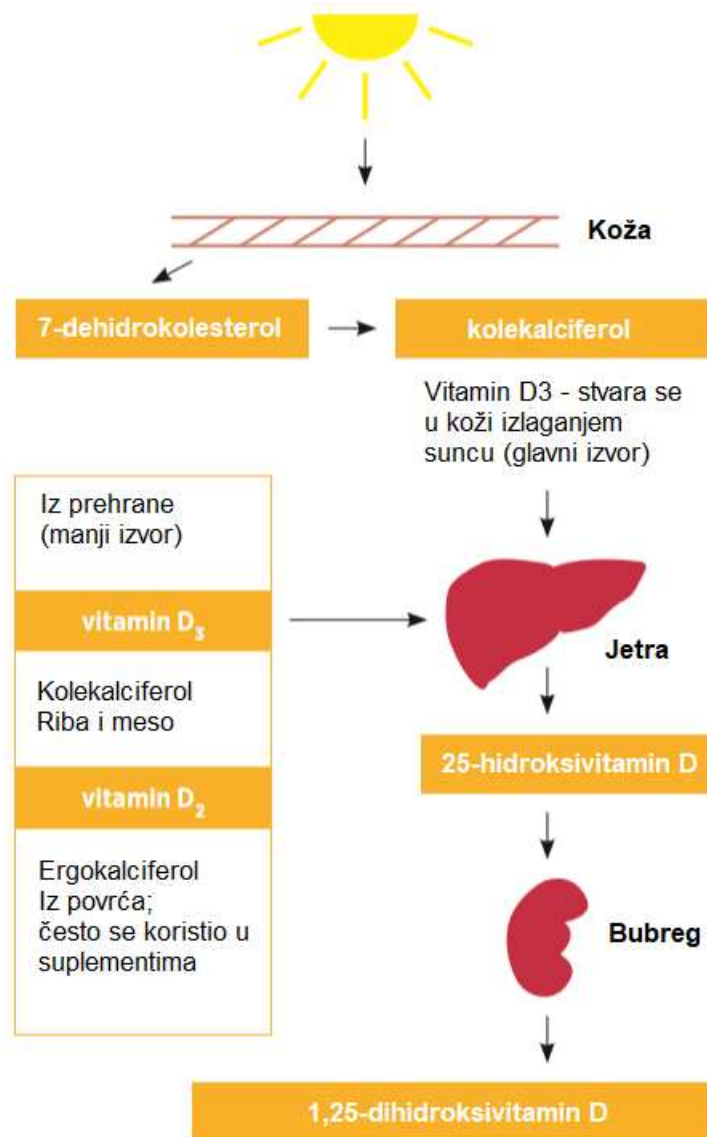 Koža
7-dehidrokolesterol
kolekalciferol
Vitamin D3 - stvara se
u koži izlaganjem
suncu (glavni izvor)
Iz prehrane
(manji izvor)
vitamin D₃
Kolekalciferol
Riba i meso
vitamin D₂
Ergokalciferol
Iz povrća;
često se koristio u
suplementima
Jetra
25-hidroksivitamin D
Bubreg
1,25-dihidroksivitamin D